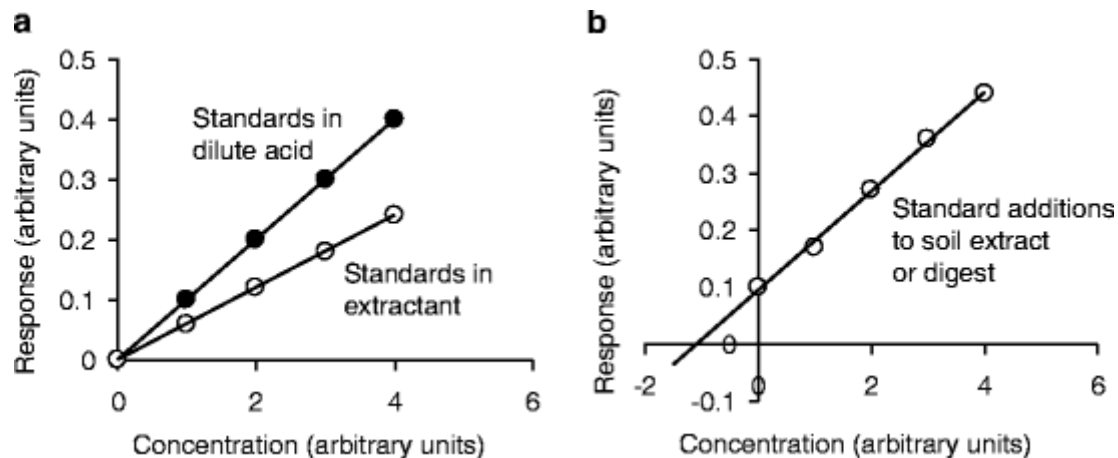 a
Response (arbitrary units)
0.5
0.4
0.3
0.2
0.1
0
Standards in
dilute acid
Standards in
extractant
0 2 4 6
Concentration (arbitrary units)
b
Response (arbitrary units)
0.5
0.4
0.3
0.2
0.1
0
-0.1
Standard additions
to soil extract
or digest
-2 0 2 4 6
Concentration (arbitrary units)